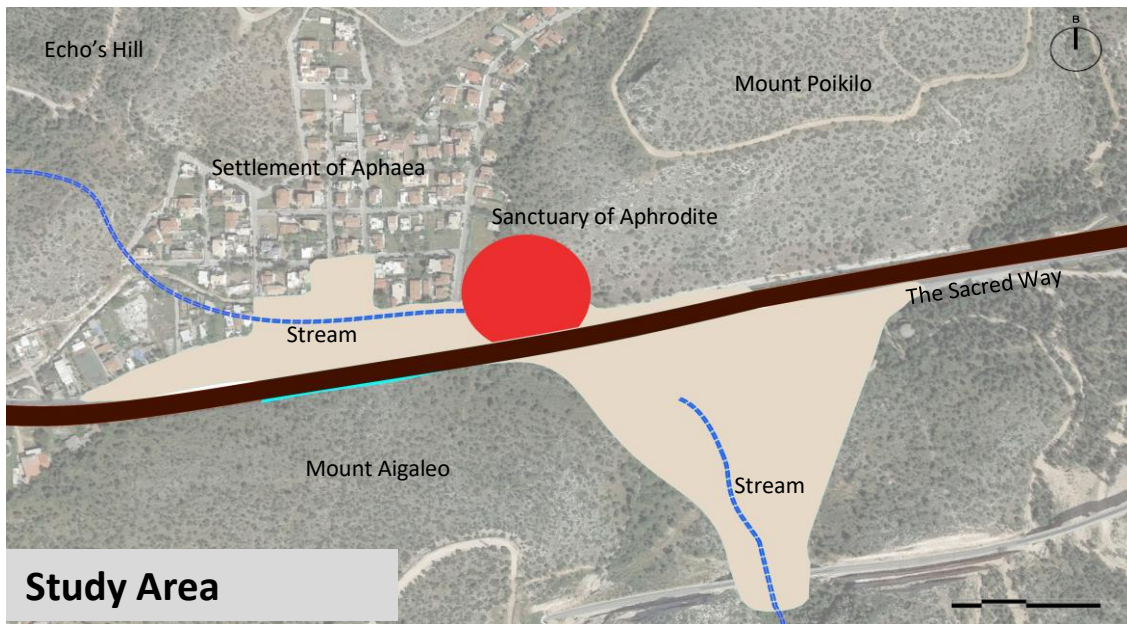 B
Echo's Hill
Mount Poikilo
Settlement of Aphaea
Sanctuary of Aphrodite
The Sacred Way
Stream
Mount Aigaleo
Stream
Study Area